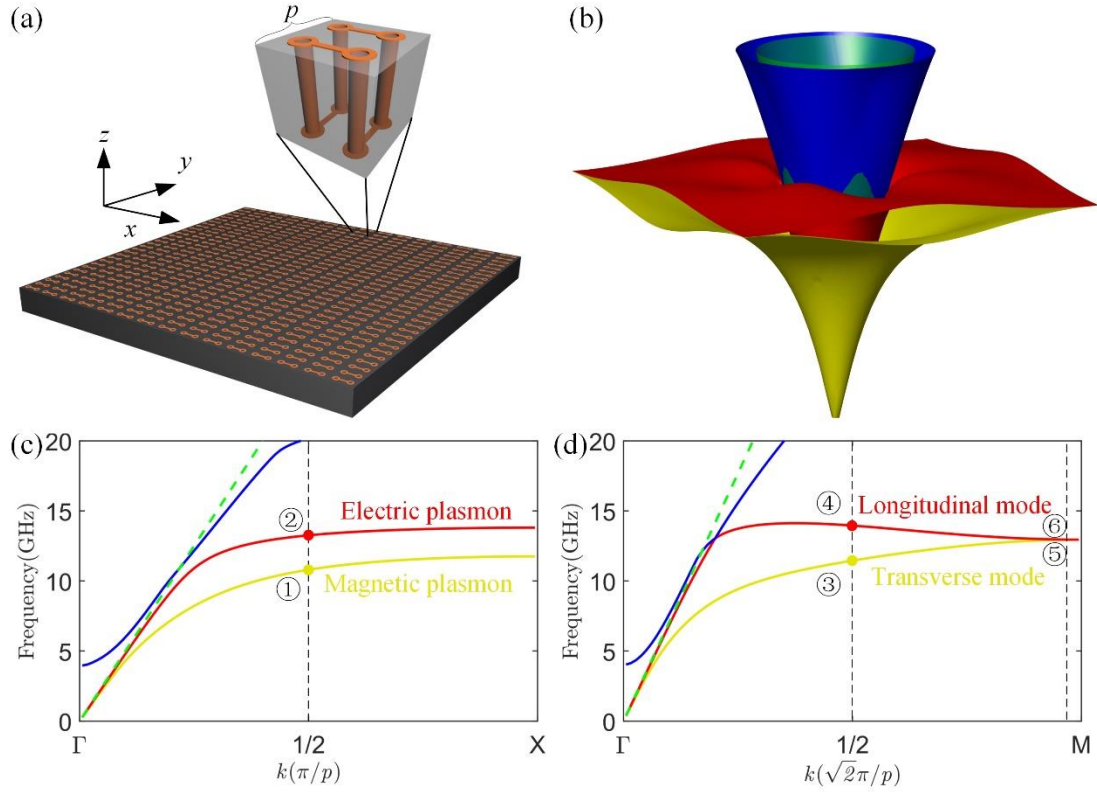 (a)
p
z
y
x
(b)
(c)
20
15
10
5
0
Frequency(GHz)
Electric plasmon
②
①
Magnetic plasmon
Γ
1/2
X
k(π/p)
(d)
20
15
10
5
0
Frequency(GHz)
④
Longitudinal mode
⑥
⑤
③
Transverse mode
Γ
1/2
M
k(√2π/p)